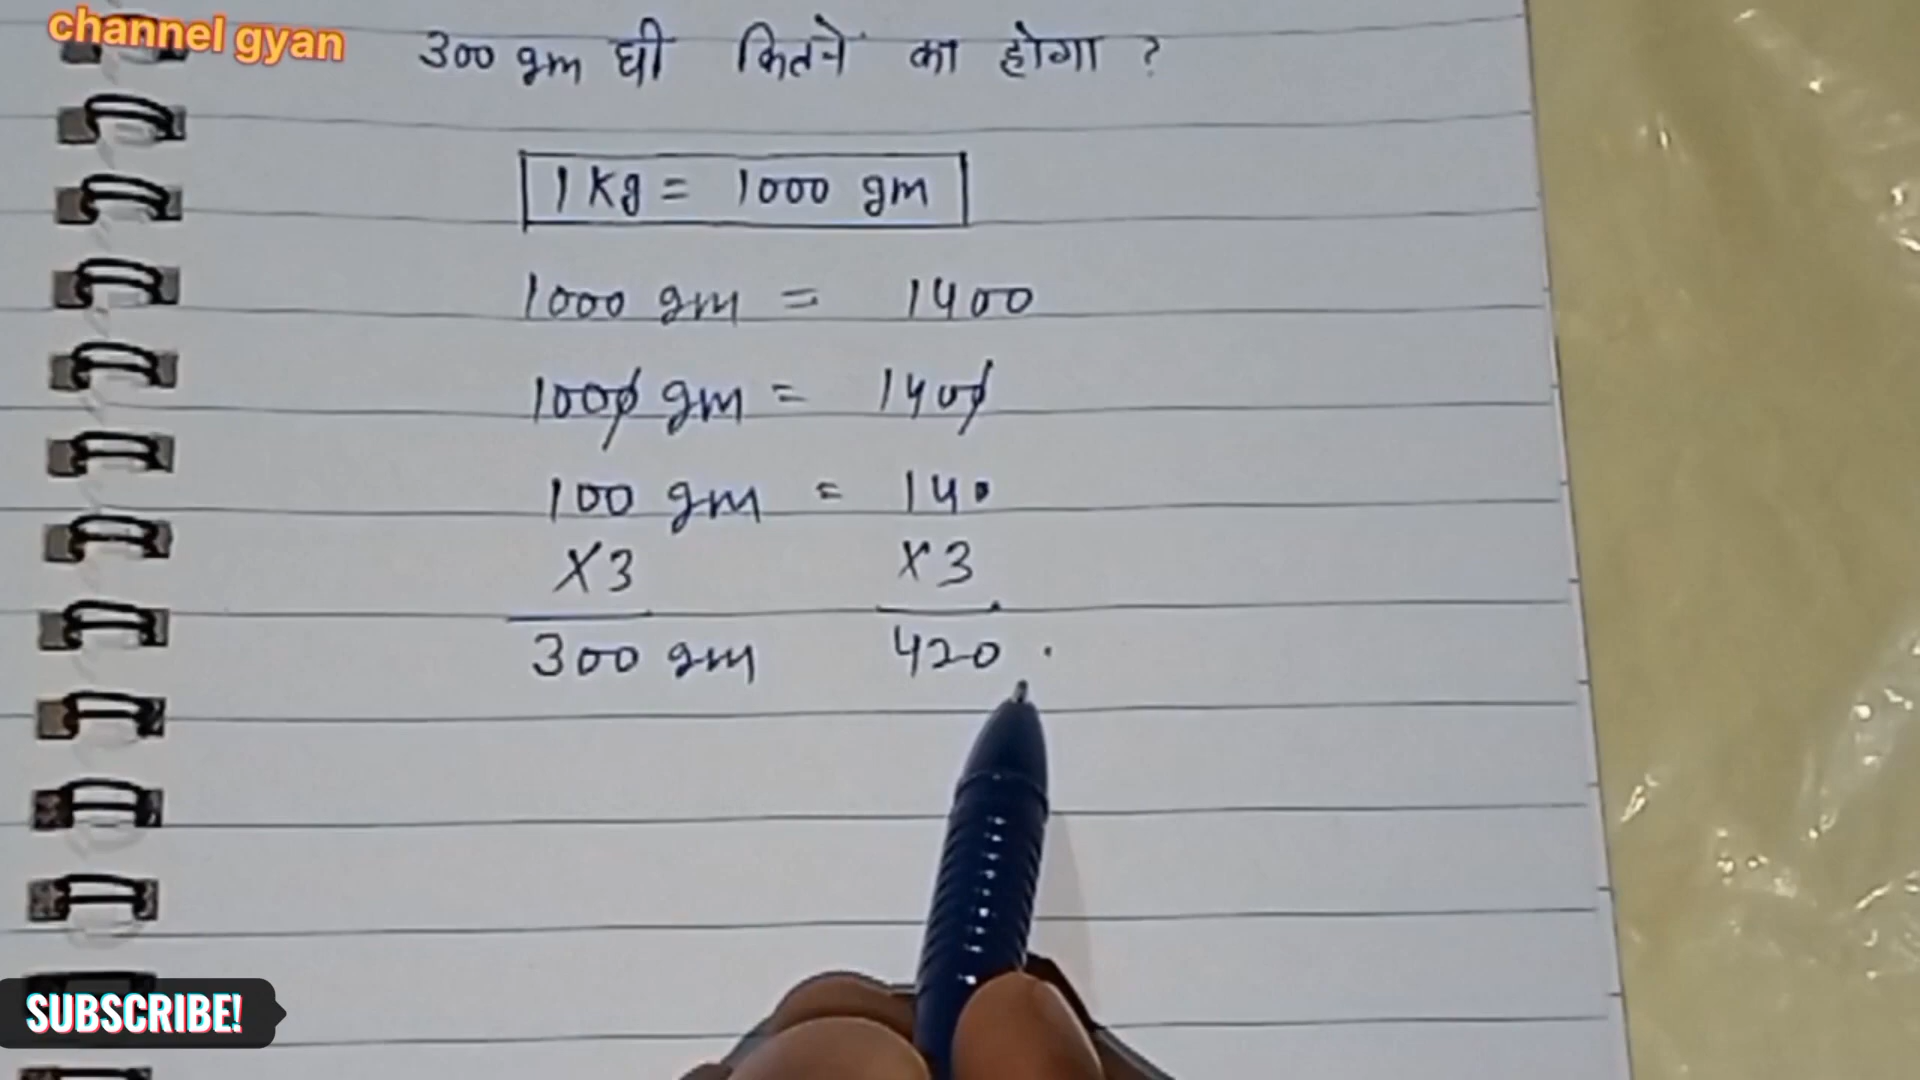 channel gyan
300 gm घी कितने का होगा ?
1 Kg = 1000 gm
1000 gm = 1400
1000 gm = 1400
100 gm = 140
X3 X3
300 gm 420
SUBSCRIBE!